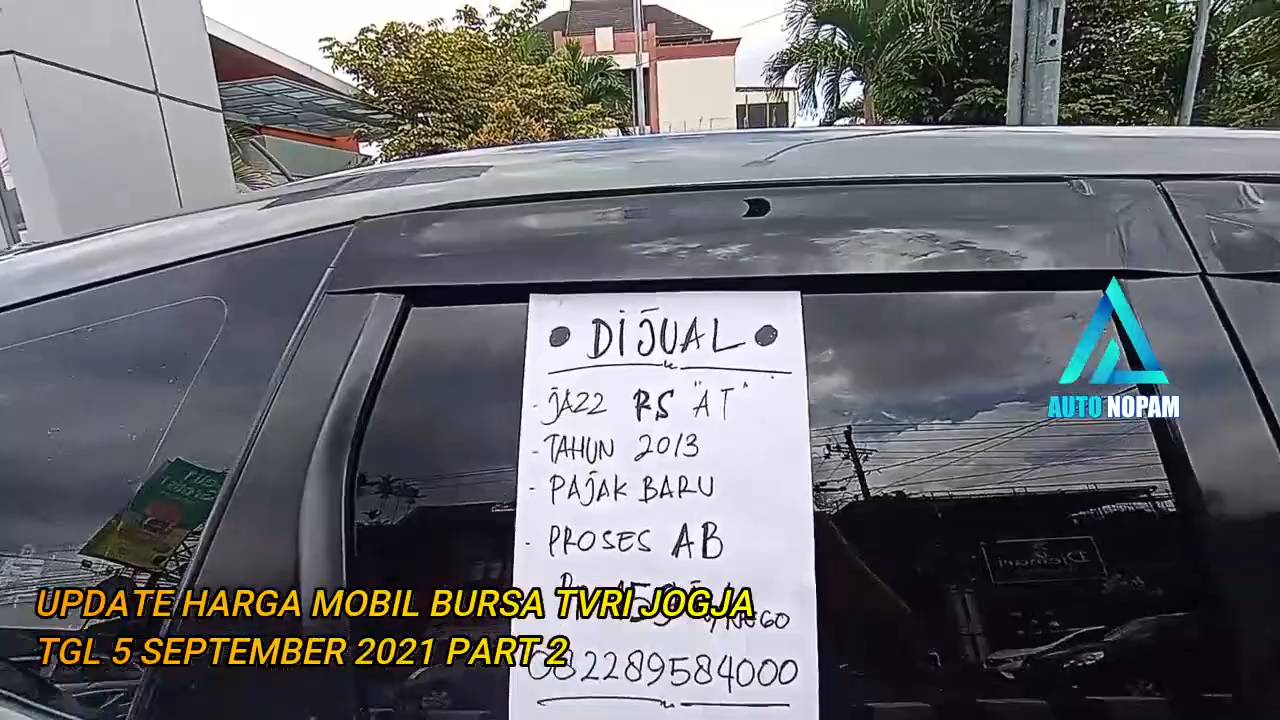 ● DIJUAL ●
- JAZZ RS "AT"
- TAHUN 2013
- PAJAK BARU
- PROSES AB
/NEGO
082289584000
AUTO NOPAM
UPDATE HARGA MOBIL BURSA TVRI JOGJA
TGL 5 SEPTEMBER 2021 PART 2